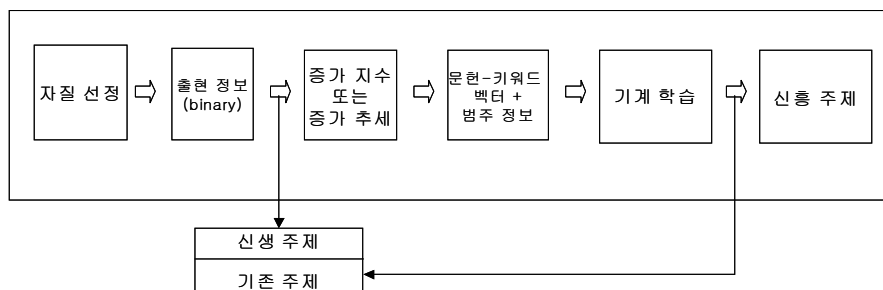 자질 선정
출현 정보
(binary)
증가 지수
또는
증가 추세
문헌-키워드
벡터 +
범주 정보
기계 학습
신흥 주제
신생 주제
기존 주제